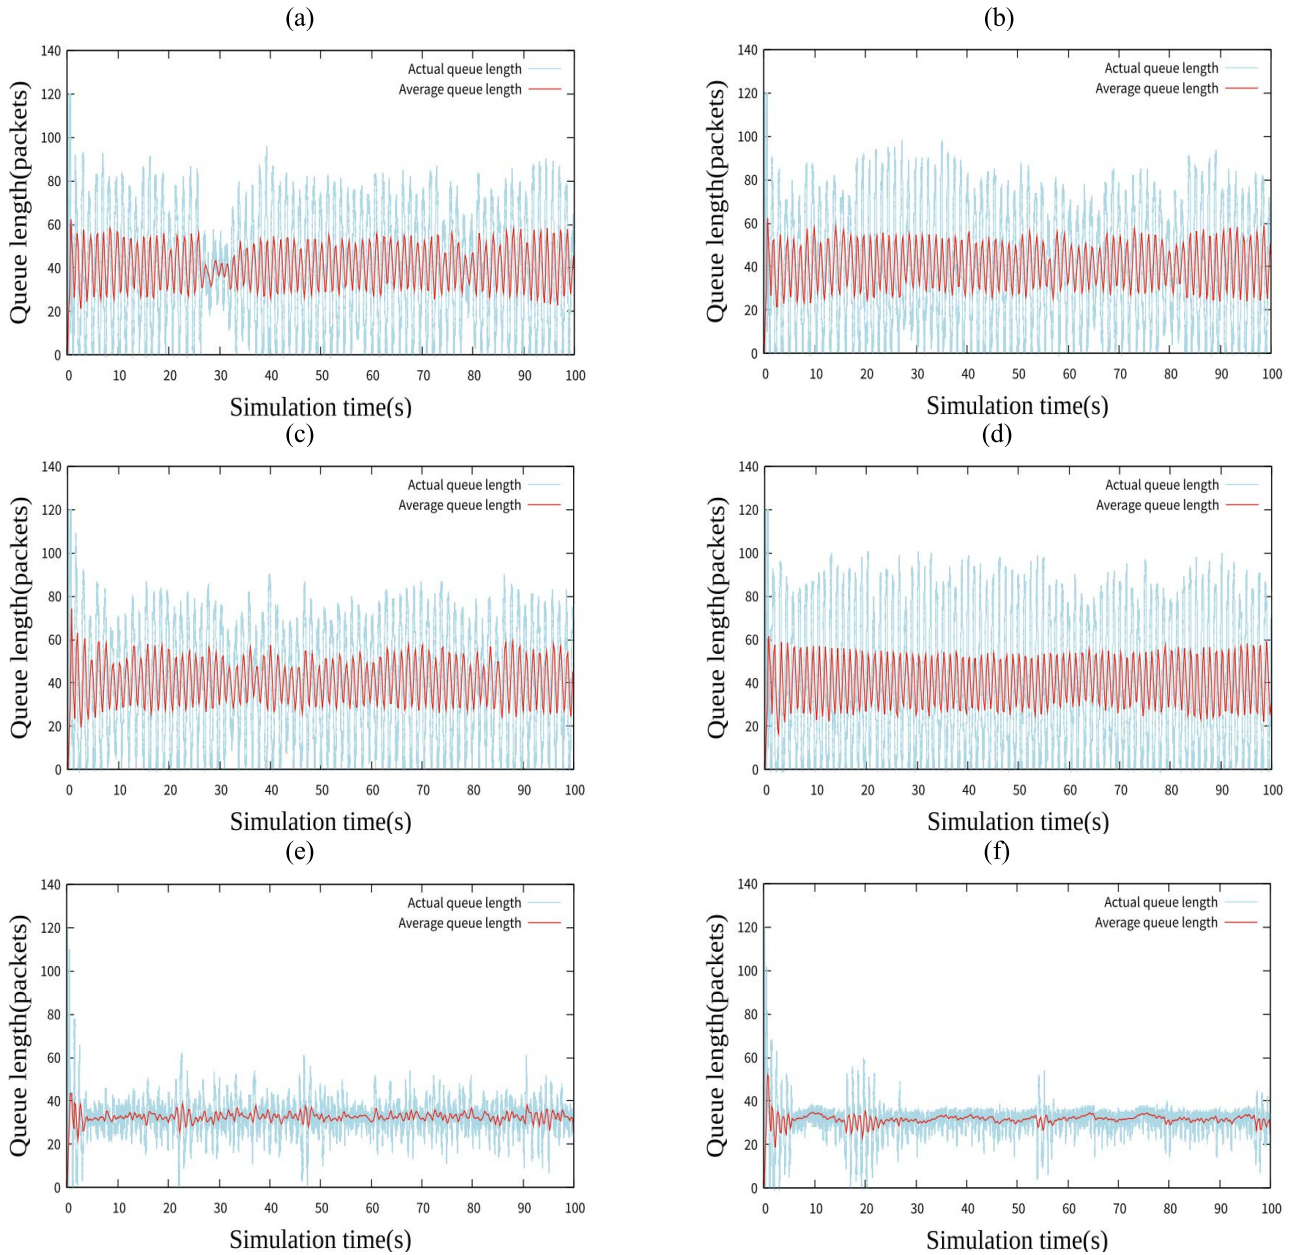 (a)
140
120
100
80
60
40
20
0
Queue length(packets)
Actual queue length
Average queue length
0 10 20 30 40 50 60 70 80 90 100
Simulation time(s)
(b)
140
120
100
80
60
40
20
0
Queue length(packets)
Actual queue length
Average queue length
0 10 20 30 40 50 60 70 80 90 100
Simulation time(s)
(c)
140
120
100
80
60
40
20
0
Queue length(packets)
Actual queue length
Average queue length
0 10 20 30 40 50 60 70 80 90 100
Simulation time(s)
(d)
140
120
100
80
60
40
20
0
Queue length(packets)
Actual queue length
Average queue length
0 10 20 30 40 50 60 70 80 90 100
Simulation time(s)
(e)
140
120
100
80
60
40
20
0
Queue length(packets)
Actual queue length
Average queue length
0 10 20 30 40 50 60 70 80 90 100
Simulation time(s)
(f)
140
120
100
80
60
40
20
0
Queue length(packets)
Actual queue length
Average queue length
0 10 20 30 40 50 60 70 80 90 100
Simulation time(s)